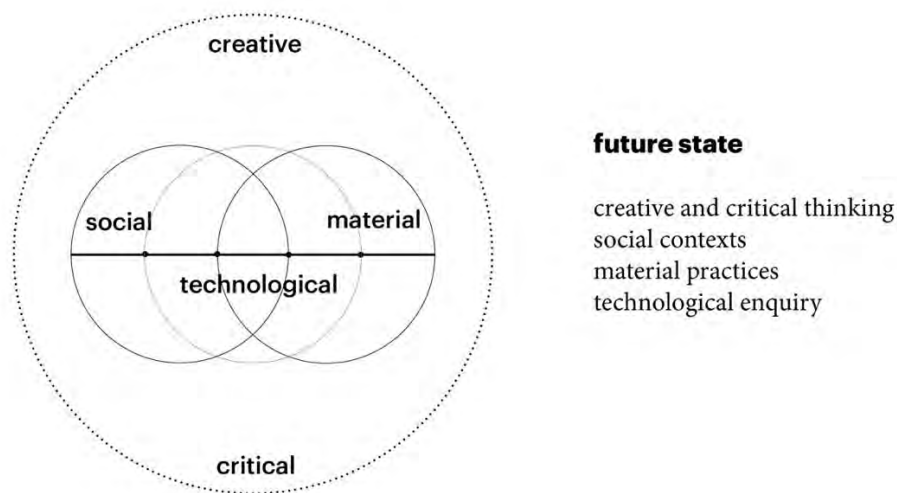 creative
social
material
technological
critical
future state
creative and critical thinking
social contexts
material practices
technological enquiry